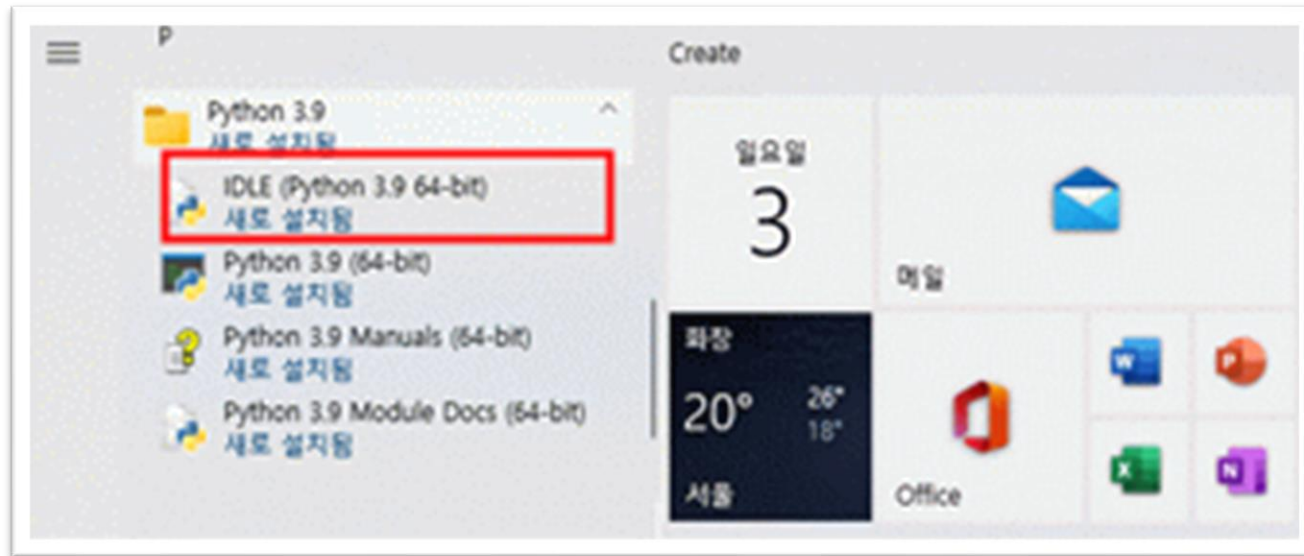 P
Python 3.9
새로 설치됨
IDLE (Python 3.9 64-bit)
새로 설치됨
Python 3.9 (64-bit)
새로 설치됨
Python 3.9 Manuals (64-bit)
새로 설치됨
Python 3.9 Module Docs (64-bit)
새로 설치됨
Create
일요일
3
메일
화창
20°
26°
18°
서울
Office
W
P
X
N